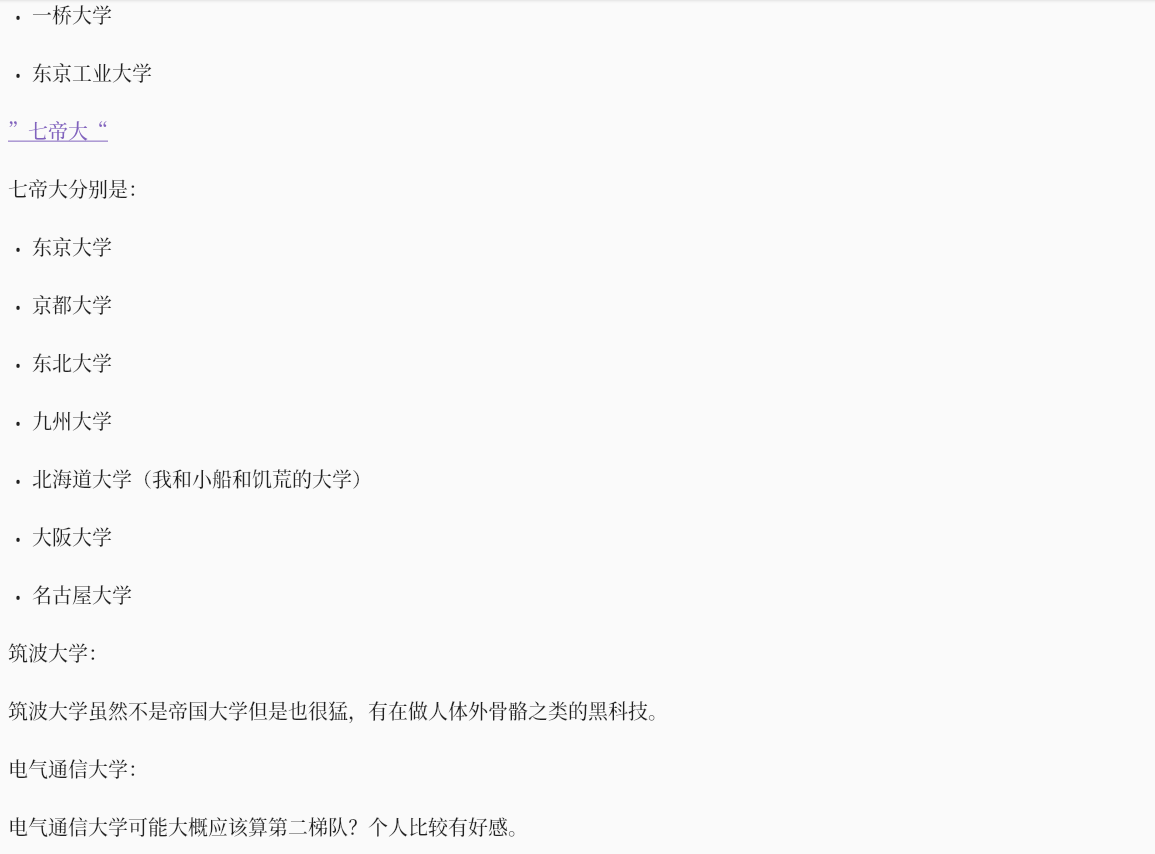 • 一桥大学
• 东京工业大学
”七帝大“
七帝大分别是：
• 东京大学
• 京都大学
• 东北大学
• 九州大学
• 北海道大学（我和小船和饥荒的大学）
• 大阪大学
• 名古屋大学
筑波大学：
筑波大学虽然不是帝国大学但是也很猛，有在做人体外骨骼之类的黑科技。
电气通信大学：
电气通信大学可能大概应该算第二梯队？个人比较有好感。